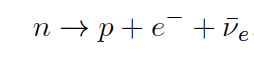 n → p + e⁻ + ν̄ₑ